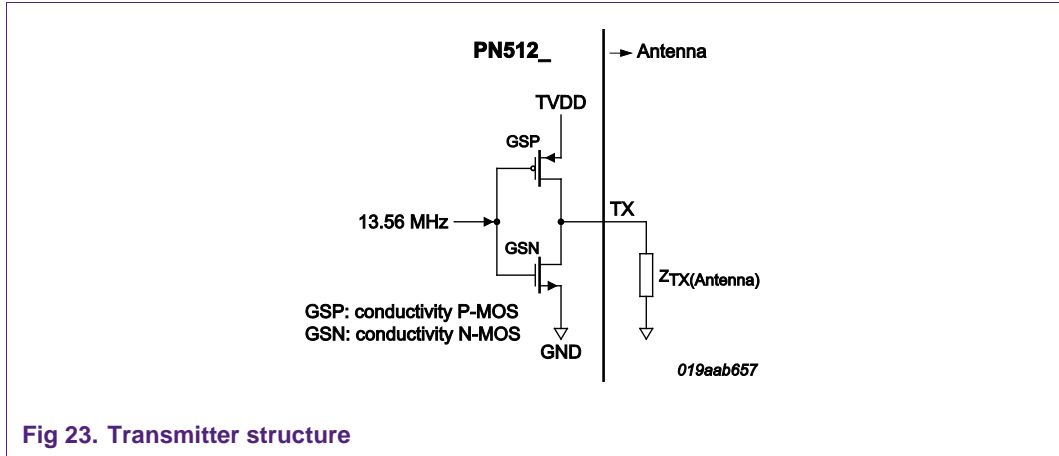 PN512_
Antenna
TVDD
GSP
13.56 MHz
TX
GSN
ZTX(Antenna)
GSP: conductivity P-MOS
GSN: conductivity N-MOS
GND
019aab657
Fig 23. Transmitter structure